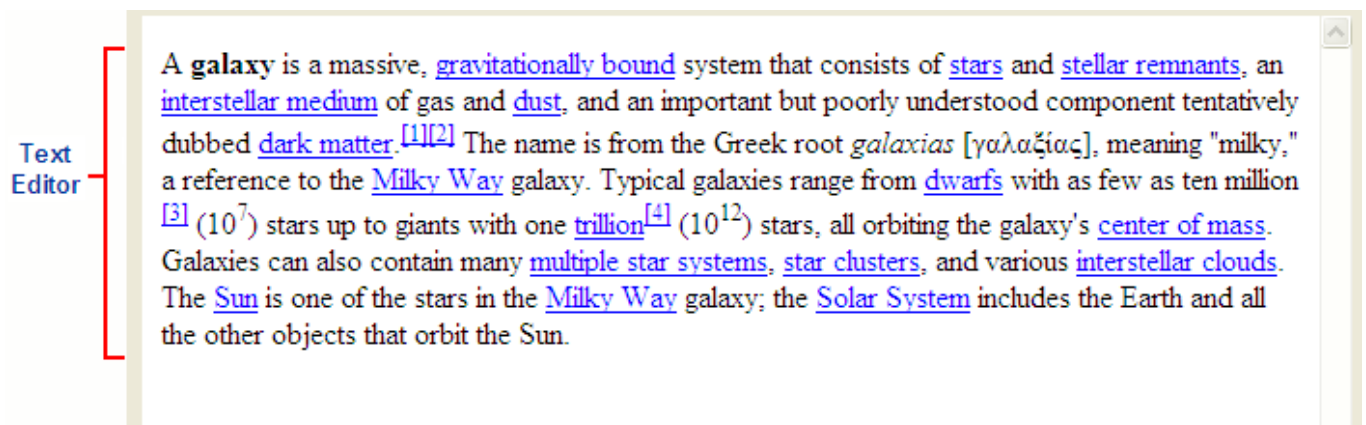 Text
Editor
A galaxy is a massive, gravitationally bound system that consists of stars and stellar remnants, an
interstellar medium of gas and dust, and an important but poorly understood component tentatively
dubbed dark matter.[1][2] The name is from the Greek root galaxias [γαλαξίας], meaning "milky,"
a reference to the Milky Way galaxy. Typical galaxies range from dwarfs with as few as ten million
[3] (10⁷) stars up to giants with one trillion[4] (10¹²) stars, all orbiting the galaxy's center of mass.
Galaxies can also contain many multiple star systems, star clusters, and various interstellar clouds.
The Sun is one of the stars in the Milky Way galaxy; the Solar System includes the Earth and all
the other objects that orbit the Sun.